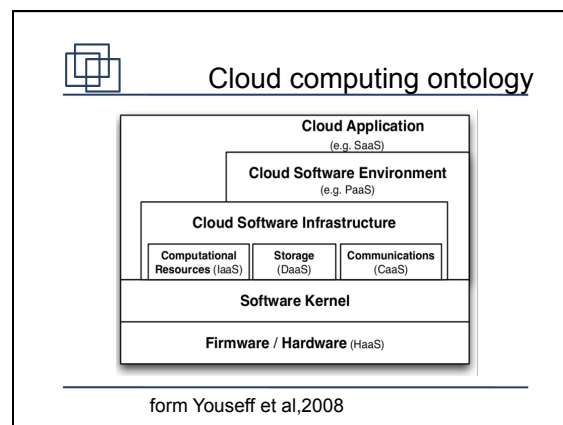 Cloud computing ontology
Cloud Application
(e.g. SaaS)
Cloud Software Environment
(e.g. PaaS)
Cloud Software Infrastructure
Computational
Resources (IaaS)
Storage
(DaaS)
Communications
(CaaS)
Software Kernel
Firmware / Hardware (HaaS)
form Youseff et al,2008